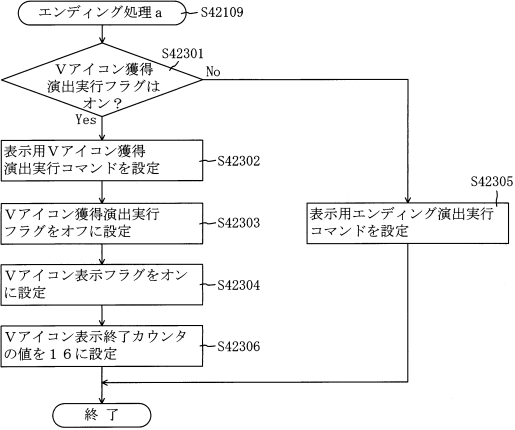 エンディング処理a
S42109
S42301
Vアイコン獲得
演出実行フラグは
オン?
No
Yes
表示用Vアイコン獲得
演出実行コマンドを設定
S42302
Vアイコン獲得演出実行
フラグをオフに設定
S42303
Vアイコン表示フラグをオン
に設定
S42304
Vアイコン表示終了カウンタ
の値を16に設定
S42306
S42305
表示用エンディング演出実行
コマンドを設定
終了